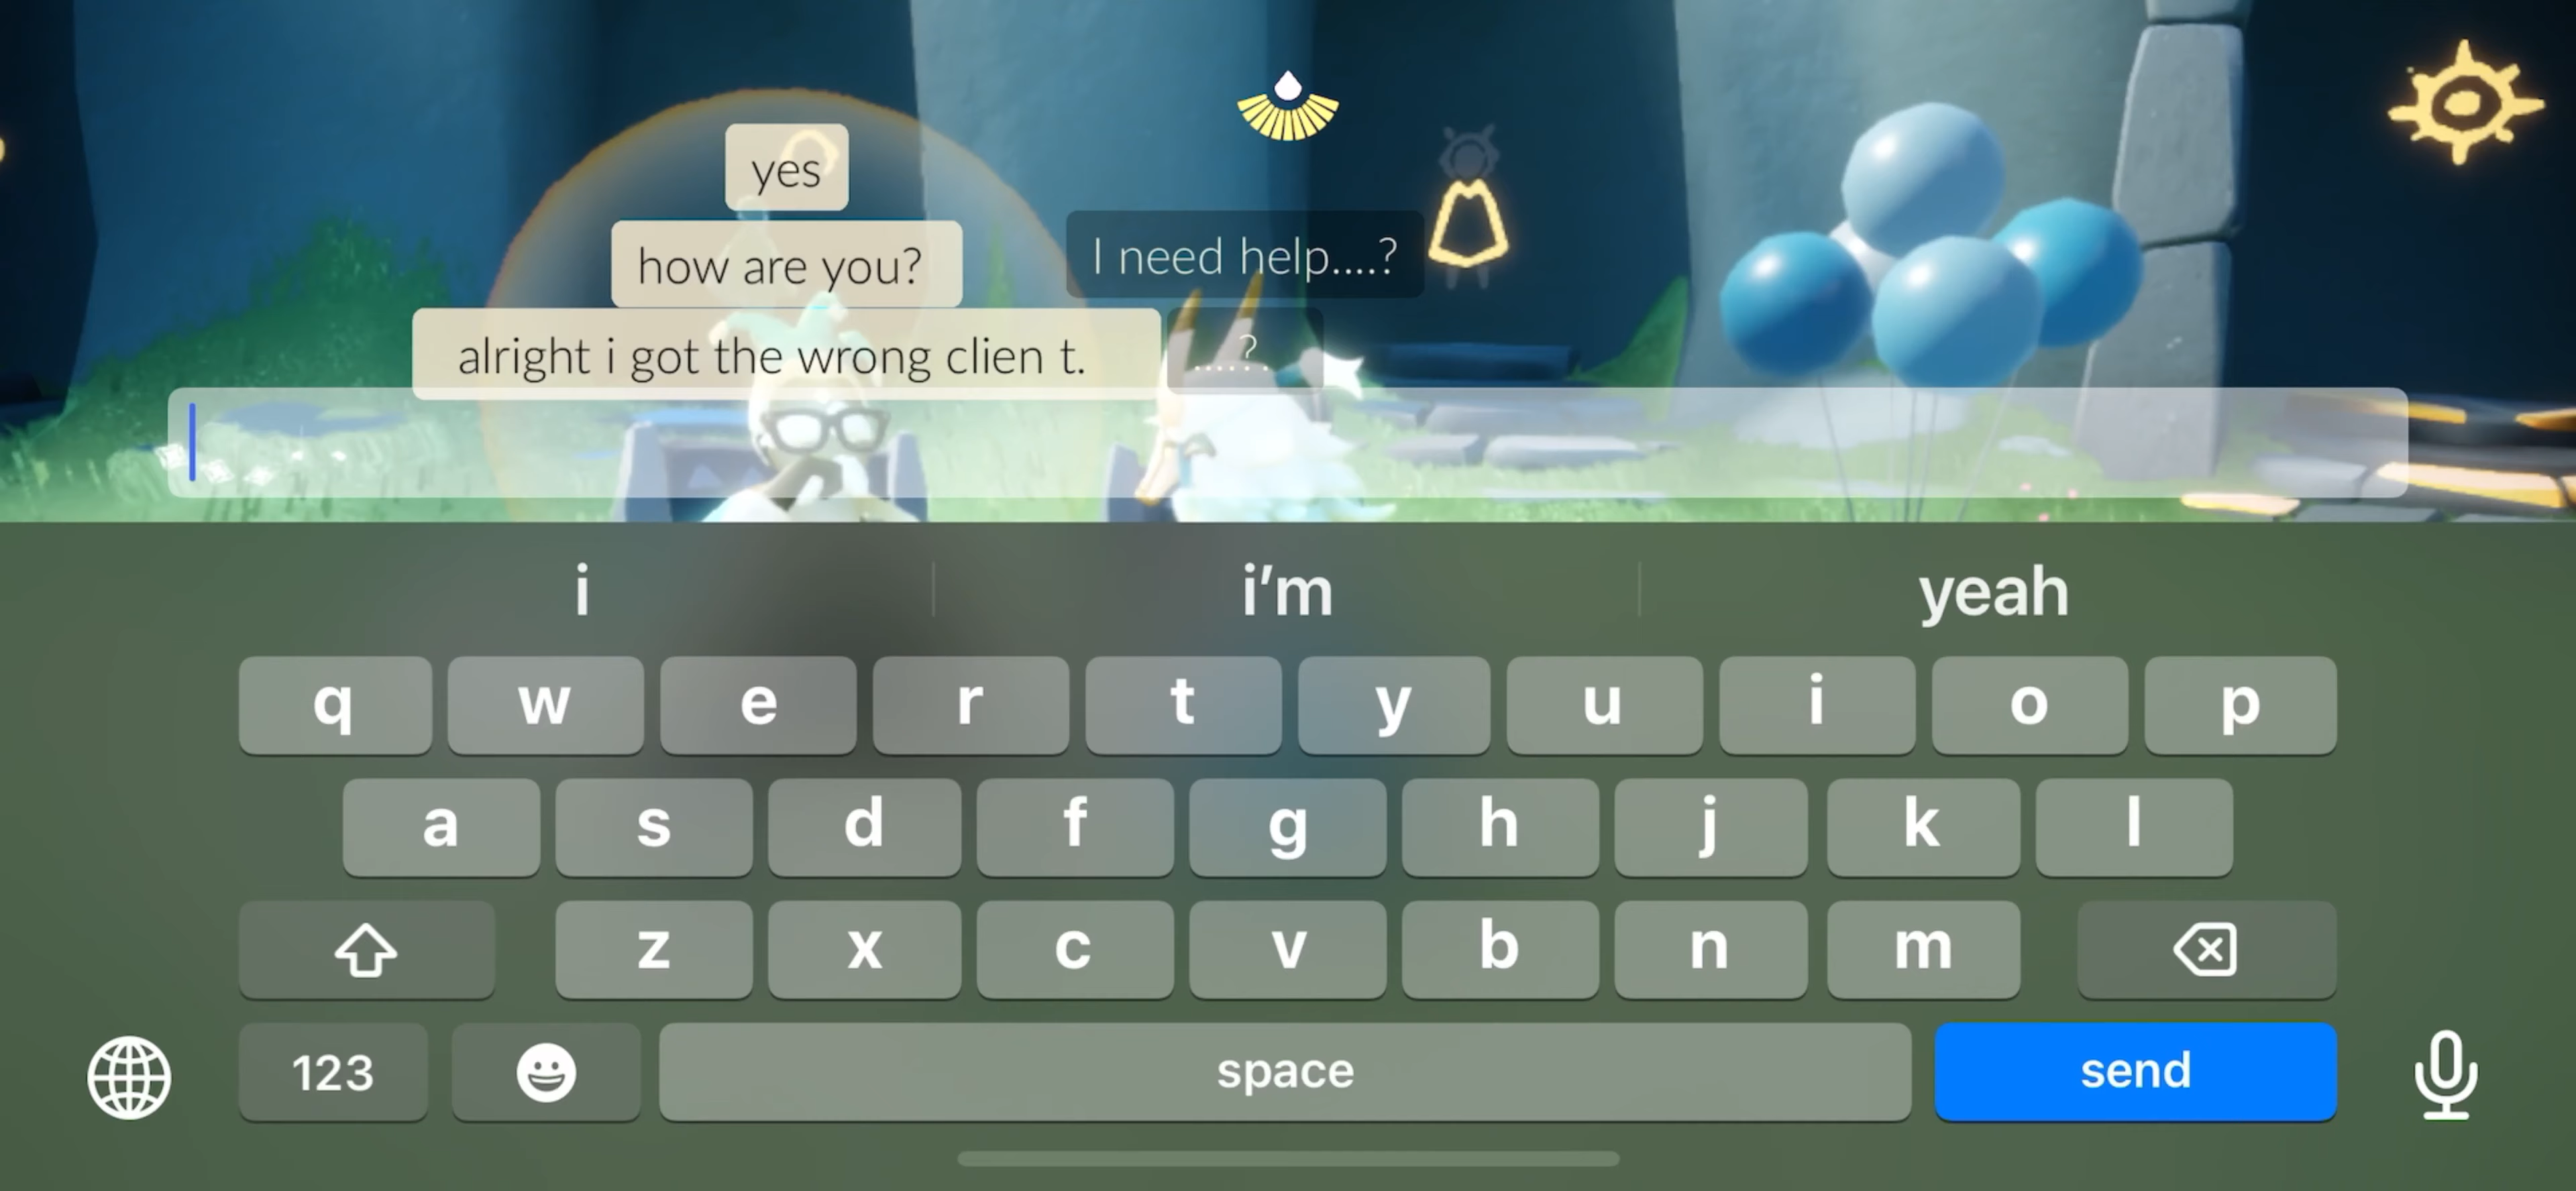 yes
how are you?
I need help....?
alright i got the wrong clien t.
......?
i i'm yeah
q w e r t y u i o p
a s d f g h j k l
z x c v b n m
123 space send